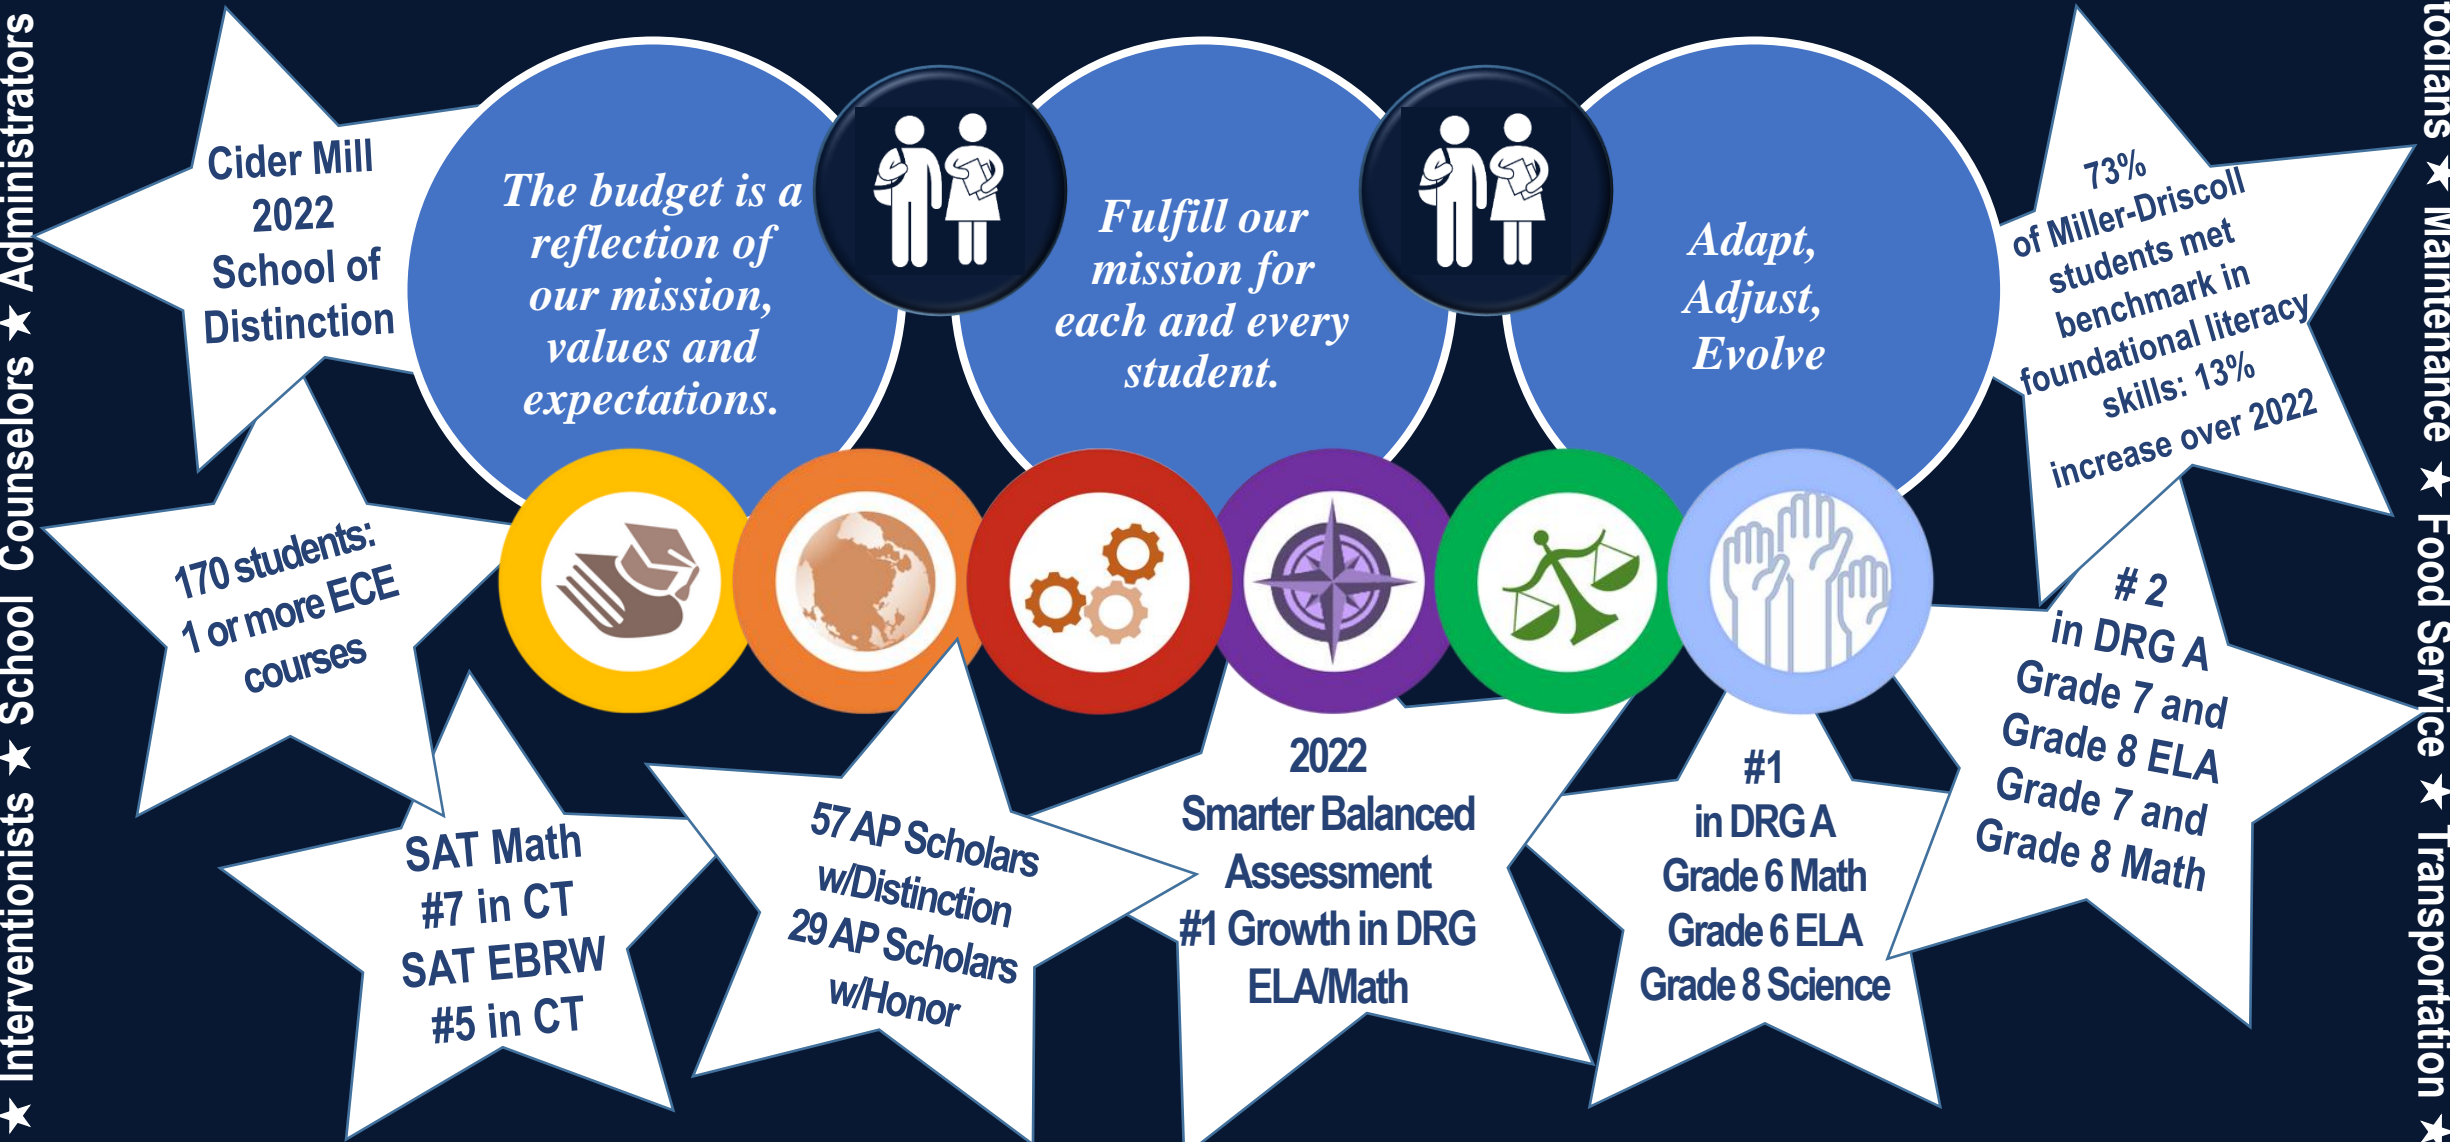 ★ Interventionists ★ School Counselors ★ Administrators
Cider Mill
2022
School of
Distinction
The budget is a
reflection of
our mission,
values and
expectations.
Fulfill our
mission for
each and every
student.
Adapt,
Adjust,
Evolve
73%
of Miller-Driscoll
students met
benchmark in
foundational literacy
skills: 13%
increase over 2022
170 students:
1 or more ECE
courses
SAT Math
#7 in CT
SAT EBRW
#5 in CT
57 AP Scholars
w/Distinction
29 AP Scholars
w/Honor
2022
Smarter Balanced
Assessment
#1 Growth in DRG
ELA/Math
#1
in DRG A
Grade 6 Math
Grade 6 ELA
Grade 8 Science
# 2
in DRG A
Grade 7 and
Grade 8 ELA
Grade 7 and
Grade 8 Math
todians ★ Maintenance ★ Food Service ★ Transportation ★